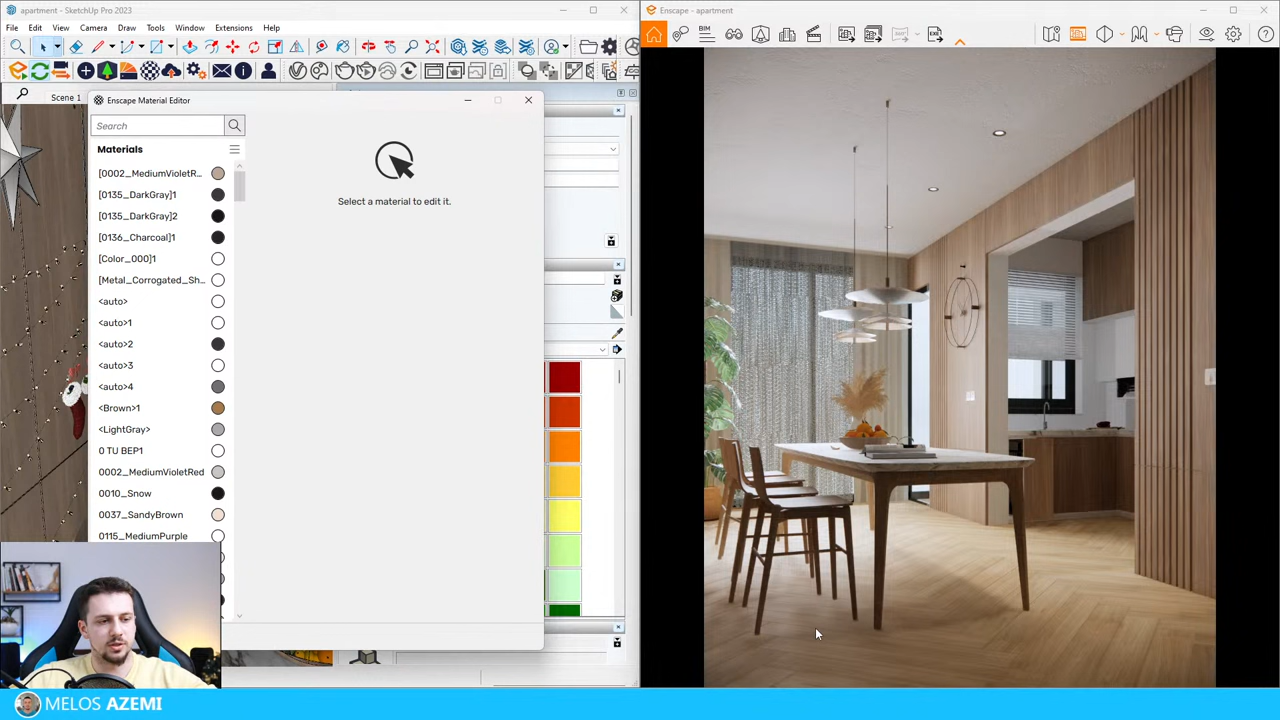 apartment - SketchUp Pro 2023
File Edit View Camera Draw Tools Window Extensions Help
Scene 1
Enscape Material Editor
Search
Materials
[0002_MediumVioletR...
[0135_DarkGray]1
[0135_DarkGray]2
[0136_Charcoal]1
[Color_000]1
[Metal_Corrogated_Sh...
<auto>
<auto>1
<auto>2
<auto>3
<auto>4
<Brown>1
<LightGray>
0 TU BEP1
0002_MediumVioletRed
0010_Snow
0037_SandyBrown
0115_MediumPurple
Select a material to edit it.
Enscape - apartment
BIM
MELOS AZEMI